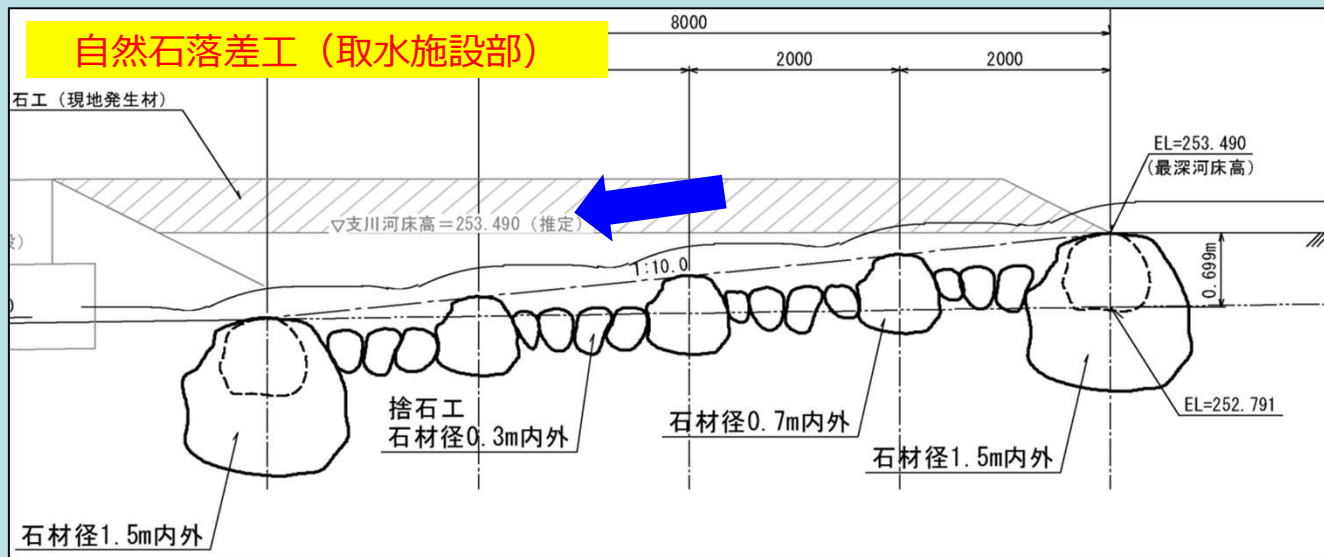 8000
自然石落差工（取水施設部）
2000
2000
石工（現地発生材）
EL=253.490
(最深河床高)
▽支川河床高＝253.490（推定）
1:10.0
0.699m
EL=252.791
捨石工
石材径0.3m内外
石材径0.7m内外
石材径1.5m内外
石材径1.5m内外